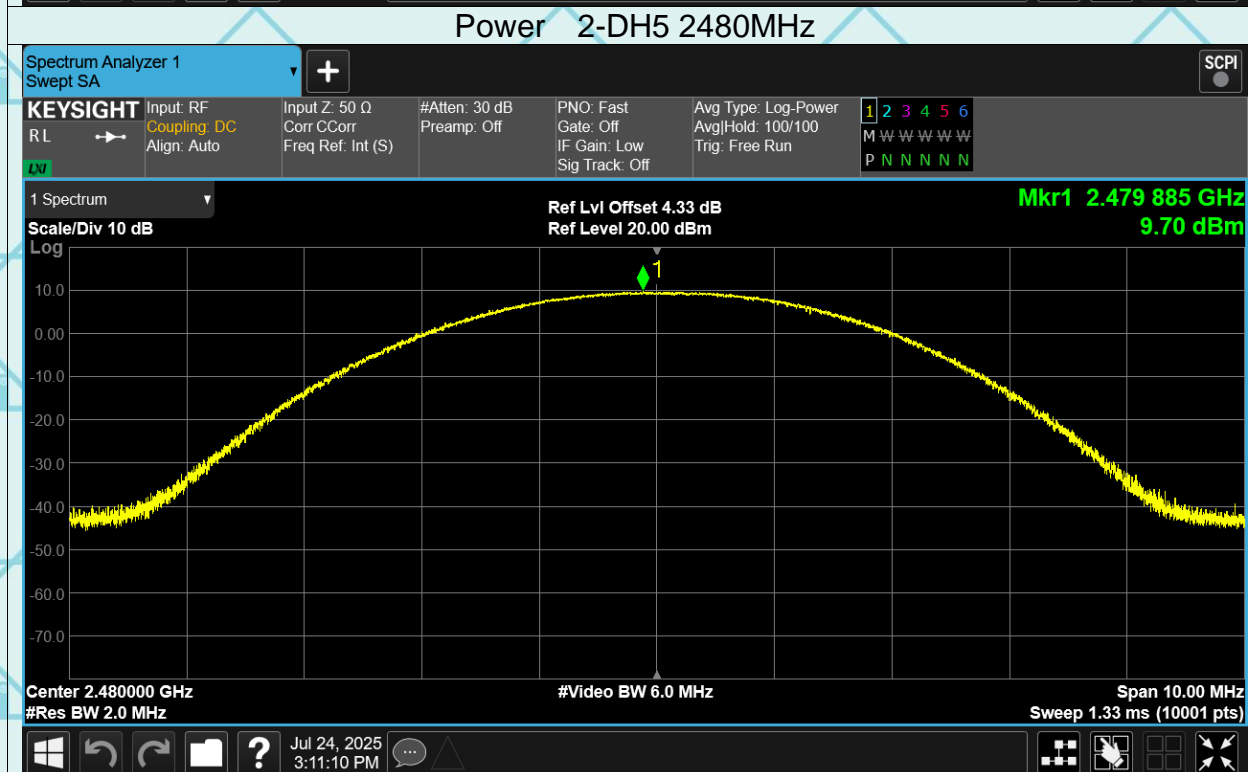 Power 2-DH5 2480MHz
Spectrum Analyzer 1
Swept SA
+
SCPI
KEYSIGHT
RL
LXI
Input: RF
Coupling: DC
Align: Auto
Input Z: 50 Ω
Corr CCorr
Freq Ref: Int (S)
#Atten: 30 dB
Preamp: Off
PNO: Fast
Gate: Off
IF Gain: Low
Sig Track: Off
Avg Type: Log-Power
Avg|Hold: 100/100
Trig: Free Run
1 2 3 4 5 6
M W W W W W
P N N N N N
1 Spectrum
Scale/Div 10 dB
Ref Lvl Offset 4.33 dB
Ref Level 20.00 dBm
Mkr1 2.479 885 GHz
9.70 dBm
Log
1
10.0
0.00
-10.0
-20.0
-30.0
-40.0
-50.0
-60.0
-70.0
Center 2.480000 GHz
#Res BW 2.0 MHz
#Video BW 6.0 MHz
Span 10.00 MHz
Sweep 1.33 ms (10001 pts)
?
Jul 24, 2025
3:11:10 PM